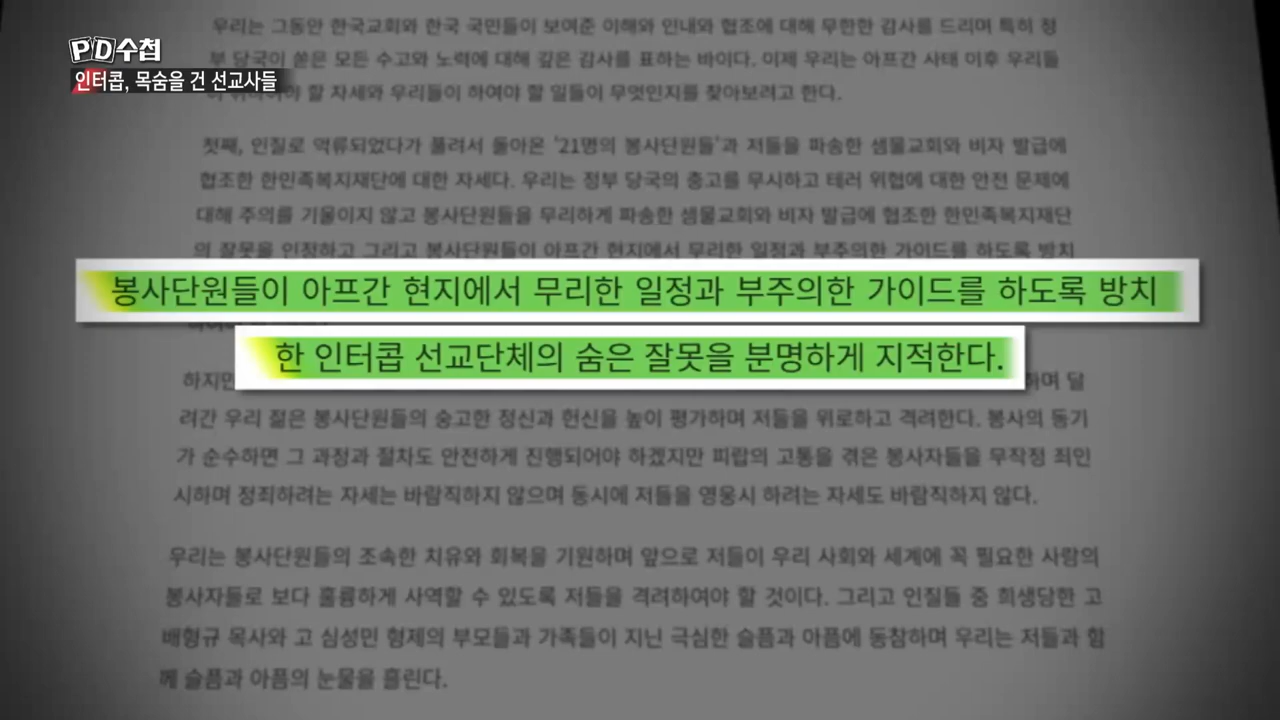 PD수첩
인터콥, 목숨을 건 선교사들
우리는 그동안 한국교회와 한국 국민들이 보여준 이해와 인내와 협조에 대해 무한한 감사를 드리며 특히 정
부 당국이 쏟은 모든 수고와 노력에 대해 깊은 감사를 표하는 바이다. 이제 우리는 아프간 사태 이후 우리들
할 자세와 우리들이 하여야 할 일들이 무엇인지를 찾아보려고 한다.
첫째, 인질로 억류되었다가 풀려서 돌아온 '21명의 봉사단원들'과 저들을 파송한 샘물교회와 비자 발급에
협조한 한민족복지재단에 대한 자세다. 우리는 정부 당국의 충고를 무시하고 테러 위협에 대한 안전 문제에
대해 주의를 기울이지 않고 봉사단원들을 무리하게 파송한 샘물교회와 비자 발급에 협조한 한민족복지재단
의 잘못을 인정하고 그리고 봉사단원들이 아프간 현지에서 무리한 일정과 부주의한 가이드를 하도록 방치
봉사단원들이 아프간 현지에서 무리한 일정과 부주의한 가이드를 하도록 방치
한 인터콥 선교단체의 숨은 잘못을 분명하게 지적한다.
하지만 하며 달
려간 우리 젊은 봉사단원들의 숭고한 정신과 헌신을 높이 평가하며 저들을 위로하고 격려한다. 봉사의 동기
가 순수하면 그 과정과 절차도 안전하게 진행되어야 하겠지만 피랍의 고통을 겪은 봉사자들을 무작정 죄인
시하며 정죄하려는 자세는 바람직하지 않으며 동시에 저들을 영웅시 하려는 자세도 바람직하지 않다.
우리는 봉사단원들의 조속한 치유와 회복을 기원하며 앞으로 저들이 우리 사회와 세계에 꼭 필요한 사랑의
봉사자들로 보다 훌륭하게 사역할 수 있도록 저들을 격려하여야 할 것이다. 그리고 인질들 중 희생당한 고
배형규 목사와 고 심성민 형제의 부모들과 가족들이 지닌 극심한 슬픔과 아픔에 동참하며 우리는 저들과 함
께 슬픔과 아픔의 눈물을 흘린다.